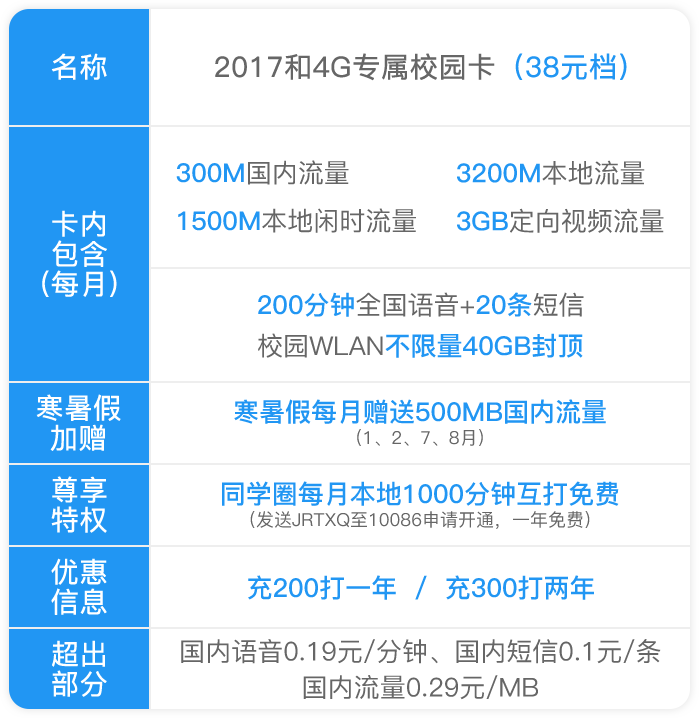 名称
2017和4G专属校园卡（38元档）
卡内
包含
（每月）
300M国内流量 3200M本地流量
1500M本地闲时流量 3GB定向视频流量
200分钟全国语音+20条短信
校园WLAN不限量40GB封顶
寒暑假
加赠
寒暑假每月赠送500MB国内流量
（1、2、7、8月）
尊享
特权
同学圈每月本地1000分钟互打免费
（发送JRTXQ至10086申请开通，一年免费）
优惠
信息
充200打一年 / 充300打两年
超出
部分
国内语音0.19元/分钟、国内短信0.1元/条
国内流量0.29元/MB